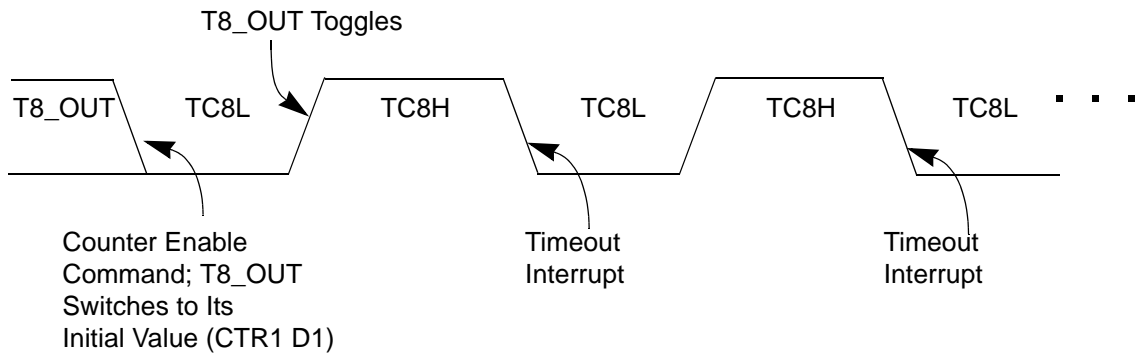 T8_OUT Toggles
T8_OUT TC8L TC8H TC8L TC8H TC8L . . .
Counter Enable
Command; T8_OUT
Switches to Its
Initial Value (CTR1 D1)
Timeout
Interrupt
Timeout
Interrupt